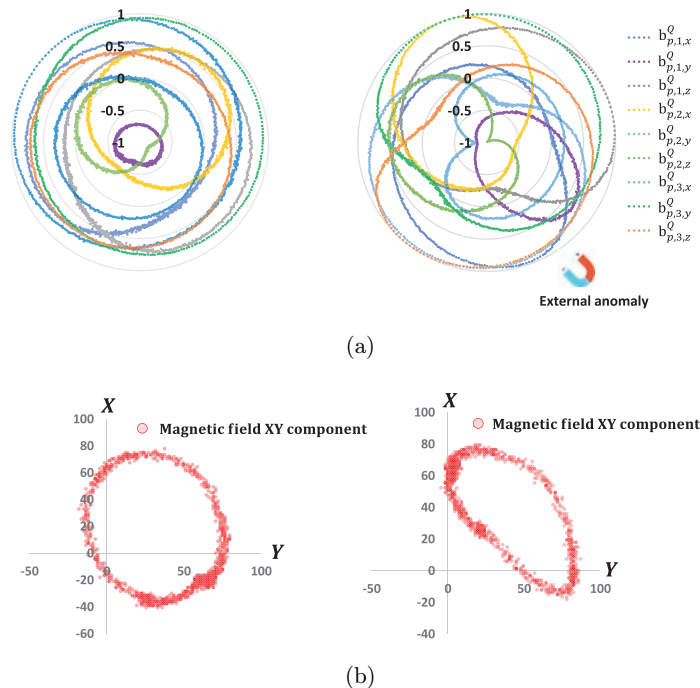 1
0.5
0
-0.5
-1
1
0.5
0
-0.5
-1
b^Q_{p,1,x}
b^Q_{p,1,y}
b^Q_{p,1,z}
b^Q_{p,2,x}
b^Q_{p,2,y}
b^Q_{p,2,z}
b^Q_{p,3,x}
b^Q_{p,3,y}
b^Q_{p,3,z}
External anomaly
(a)
X
100
Magnetic field XY component
80
60
40
20
0
Y
-50 0 50 100
-20
-40
-60
X
100
Magnetic field XY component
80
60
40
20
0
Y
-50 0 50 100
-20
-40
(b)